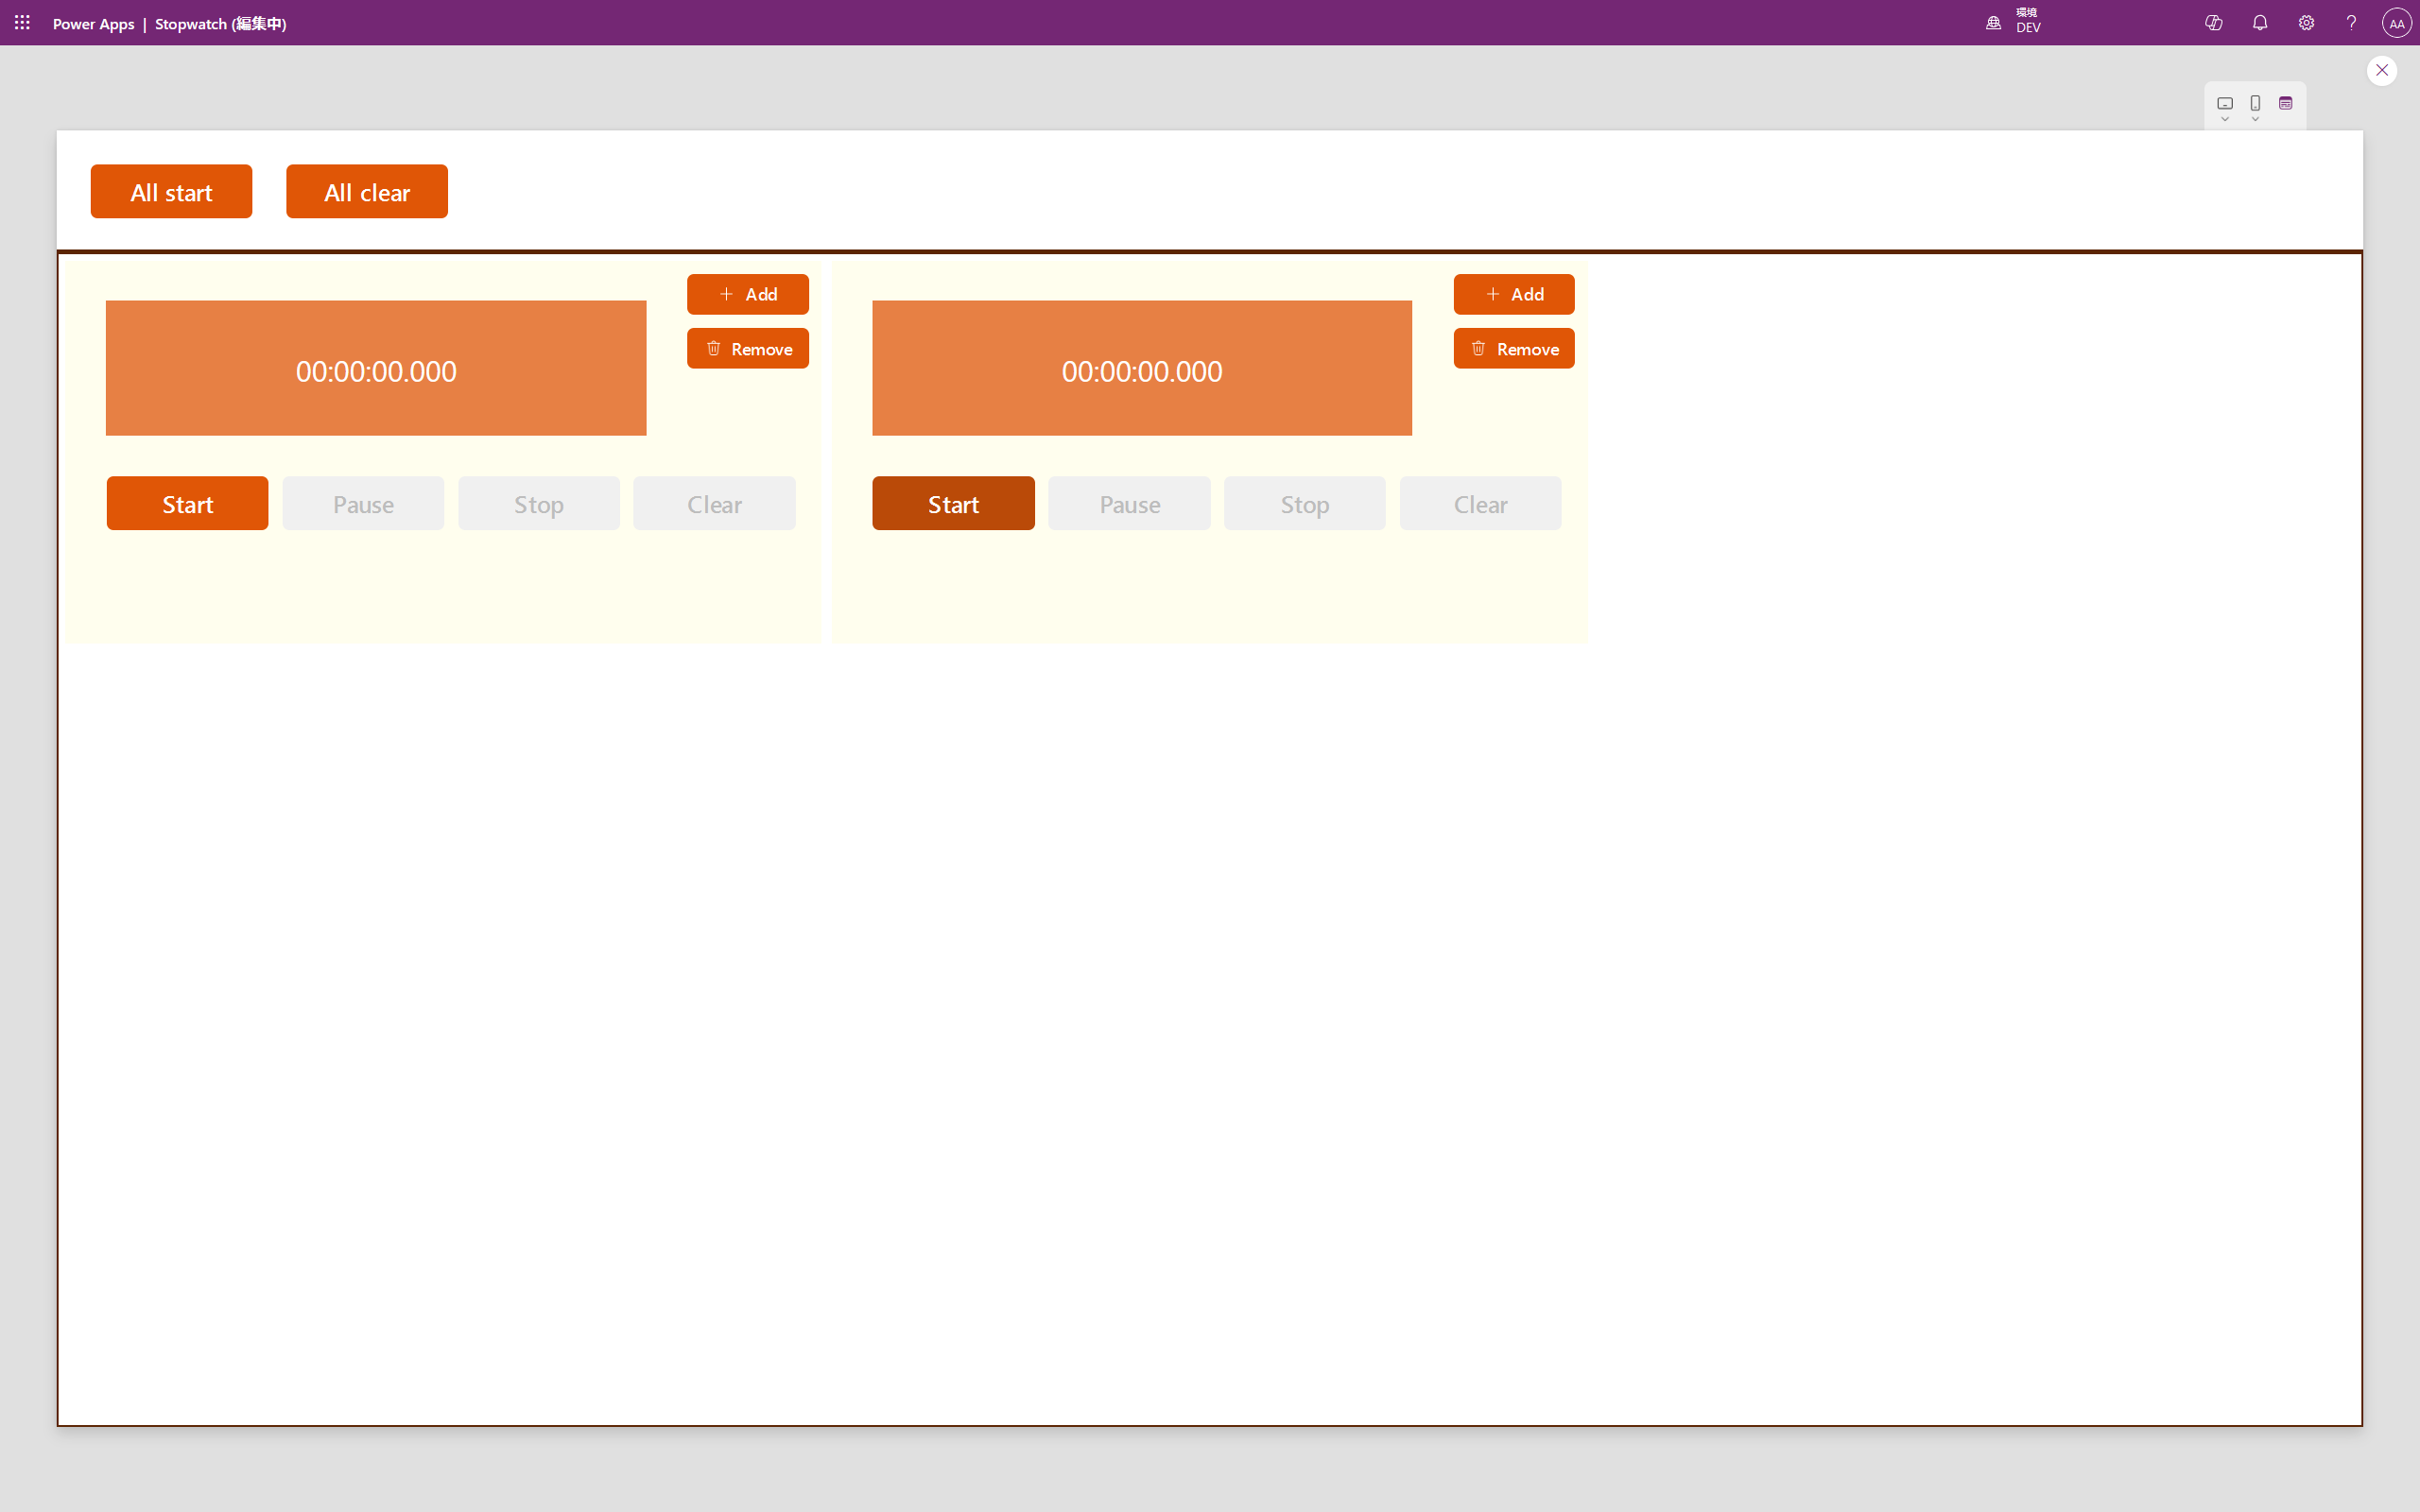 Power Apps | Stopwatch (編集中)
環境
DEV
AA
All start
All clear
Add
Remove
00:00:00.000
Start
Pause
Stop
Clear
Add
Remove
00:00:00.000
Start
Pause
Stop
Clear